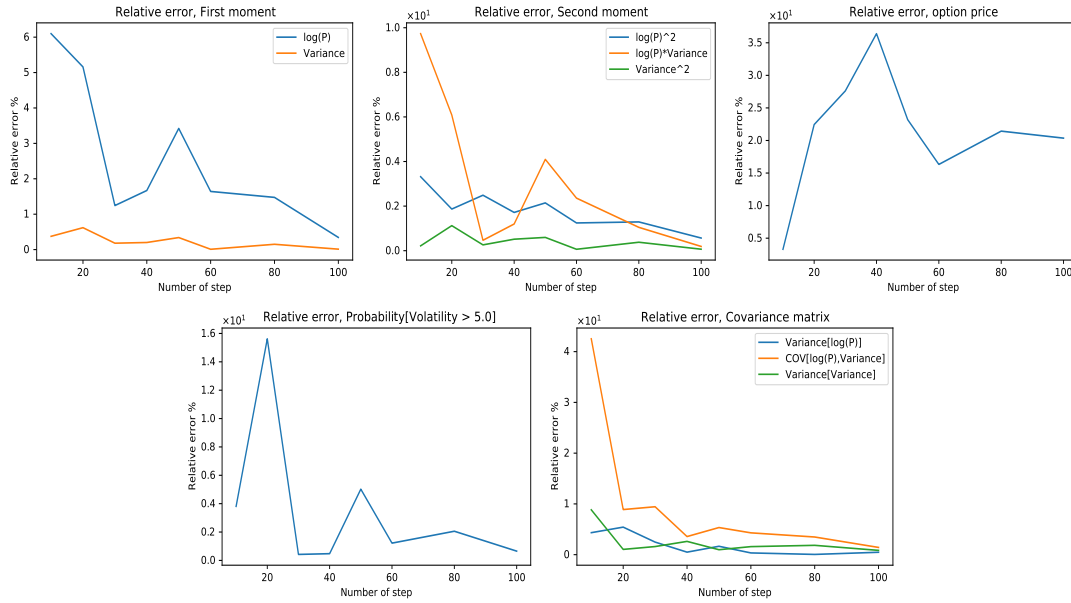 Relative error, First moment
log(P)
Variance
6
5
4
3
2
1
0
Relative error %
20 40 60 80 100
Number of step
Relative error, Second moment
×10¹
log(P)^2
log(P)*Variance
Variance^2
1.0
0.8
0.6
0.4
0.2
0.0
Relative error %
20 40 60 80 100
Number of step
Relative error, option price
×10¹
3.5
3.0
2.5
2.0
1.5
1.0
0.5
Relative error %
20 40 60 80 100
Number of step
Relative error, Probability[Volatility > 5.0]
×10¹
1.6
1.4
1.2
1.0
0.8
0.6
0.4
0.2
0.0
Relative error %
20 40 60 80 100
Number of step
Relative error, Covariance matrix
×10¹
Variance[log(P)]
COV[log(P),Variance]
Variance[Variance]
4
3
2
1
0
Relative error %
20 40 60 80 100
Number of step